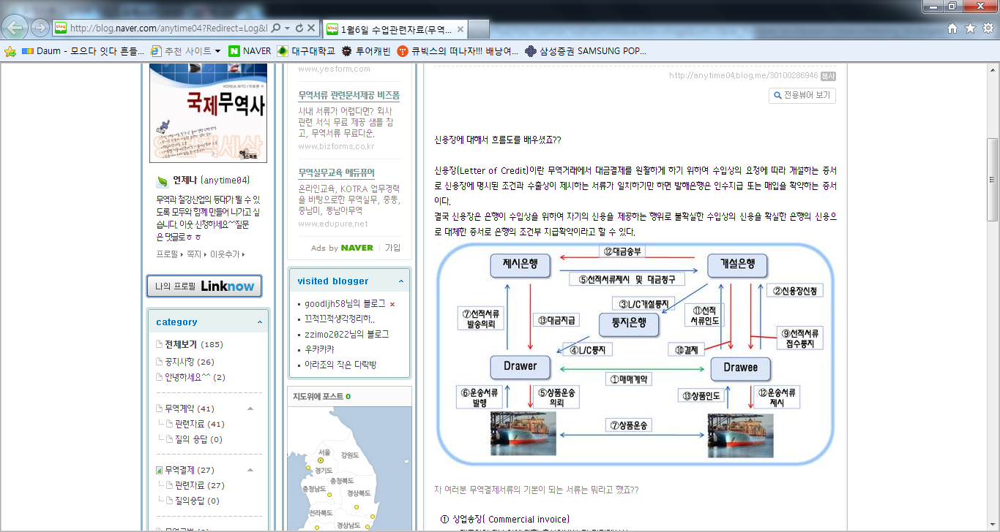 http://blog.naver.com/anytime04?Redirect=Log&l
1월6일 수업관련자료(무역...
Daum - 모으다 잇다 흔들...
추천 사이트
NAVER
대구대학교
투어캐빈
큐빅스의 떠나자!!! 배낭여...
삼성증권 SAMSUNG POP...
KOREA.WTC / 이효환 저
국제무역사
언제나 (anytime04)
무역과 철강산업의 등대가 될 수 있
도록 모두와 함께 만들어 나가고 싶
습니다. 이웃 신청하세요^^질문
은 댓글로ㅎㅎ
프로필 쪽지 이웃추가
나의 프로필 Linknow
category
전체보기 (185)
공지사항 (26)
안녕하세요^^ (2)
무역계약 (41)
관련자료 (41)
질의 응답 (0)
무역결제 (27)
관련자료 (27)
질의응답 (0)
www.yesform.com
무역서류 관련문서제공 비즈폼
사내 서류가 어렵다면? 회사
관련 서식 무료 제공 샘플 참
고, 무역서류 무료다운.
www.bizforms.co.kr
무역실무교육 에듀퓨어
온라인교육, KOTRA 업무경력
을 바탕으로한 무역실무, 중동,
중남미, 동남아무역
www.edupure.net
Ads by NAVER 가입
visited blogger
goodljh58님의 블로그
끄적끄적생각정리하..
zzimo2022님의 블로그
우카카카
아라조의 작은 다락방
지도위에 포스트 0
서울
강원도
경기도
충청북도
충청남도
경상북도
전라북도
경상남도
http://anytime04.blog.me/30100286946 복사
전용뷰어 보기
신용장에 대해서 흐름도를 배우셨죠??
신용장(Letter of Credit)이란 무역거래에서 대금결제를 원활하게 하기 위하여 수입상의 요청에 따라 개설하는 증서
로 신용장에 명시된 조건과 수출상이 제시하는 서류가 일치하기만 하면 발해은행은 인수지급 또는 매입을 확약하는 증서
이다.
결국 신용장은 은행이 수입상을 위하여 자기의 신용을 제공하는 행위로 불확실한 수입상의 신용을 확실한 은행의 신용으
로 대체한 증서로 은행의 조건부 지급확약이라고 할 수 있다.
제시은행
⑫대금송부
개설은행
⑤선적서류제시 및 대금청구
②신용장신청
③L/C개설통지
⑦선적서류
발송의뢰
⑬대금지급
통지은행
⑪선적
서류인도
⑨선적서류
접수통지
④L/C통지
⑩결제
Drawer
①매매계약
Drawee
⑥운송서류
발행
⑤상품운송
의뢰
⑬상품인도
⑫운송서류
제시
⑦상품운송
자 여러분 무역결제서류의 기본이 되는 서류는 뭐라고 했죠??
① 상업송장( Commercial invoice)